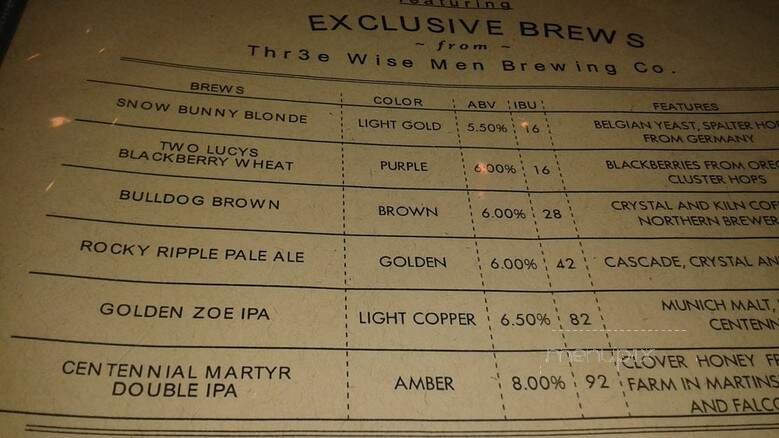 Featuring
EXCLUSIVE BREWS
~ from ~
Thr3e Wise Men Brewing Co.
BREWS COLOR ABV IBU FEATURES
SNOW BUNNY BLONDE LIGHT GOLD 5.50% 16 BELGIAN YEAST, SPALTER
FROM GERMANY
TWO LUCYS
BLACKBERRY WHEAT PURPLE 6.00% 16 BLACKBERRIES FROM
CLUSTER HOPS
BULLDOG BROWN BROWN 6.00% 28 CRYSTAL AND KILN
NORTHERN BREWER
ROCKY RIPPLE PALE ALE GOLDEN 6.00% 42 CASCADE, CRYSTAL
GOLDEN ZOE IPA LIGHT COPPER 6.50% 82 MUNICH MALT,
CENTENNIAL MARTYR
DOUBLE IPA AMBER 8.00% 92 CLOVER HONEY
FARM IN
AND
menupix